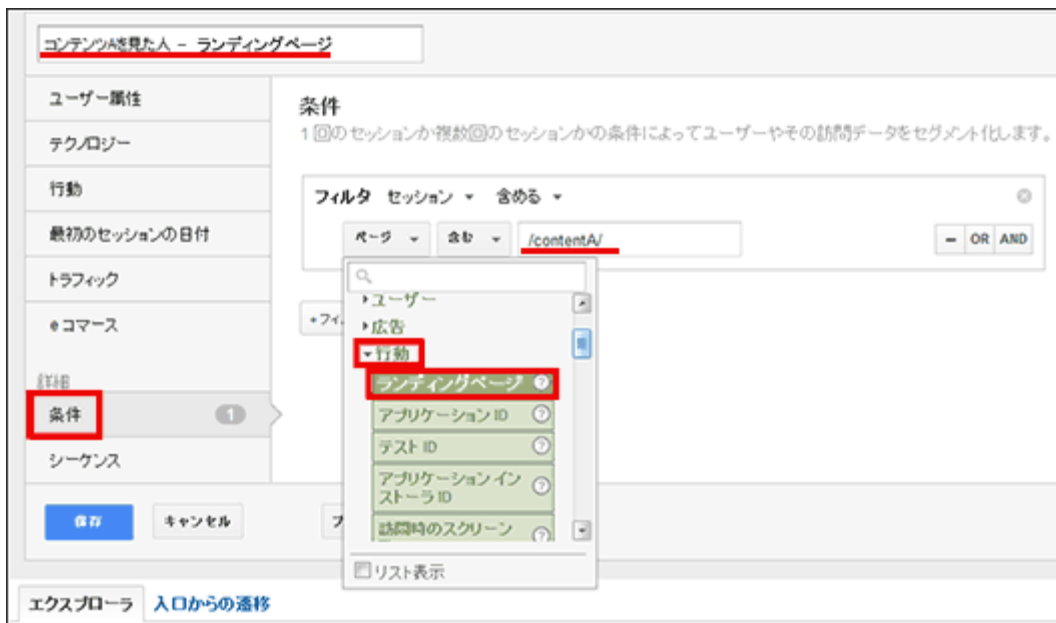 コンテンツAを見た人 - ランディングページ
ユーザー属性
テクノロジー
行動
最初のセッションの日付
トラフィック
eコマース
詳細
条件 1
シーケンス
保存 キャンセル プ
条件
1回のセッションか複数回のセッションかの条件によってユーザーやその訪問データをセグメント化します。
フィルタ セッション 含める
ページ 含む /contentA/ - OR AND
+フィ
ユーザー
広告
行動
ランディングページ
アプリケーション ID
テスト ID
アプリケーション イン
ストーラ ID
訪問時のスクリーン
リスト表示
エクスプローラ 入口からの遷移